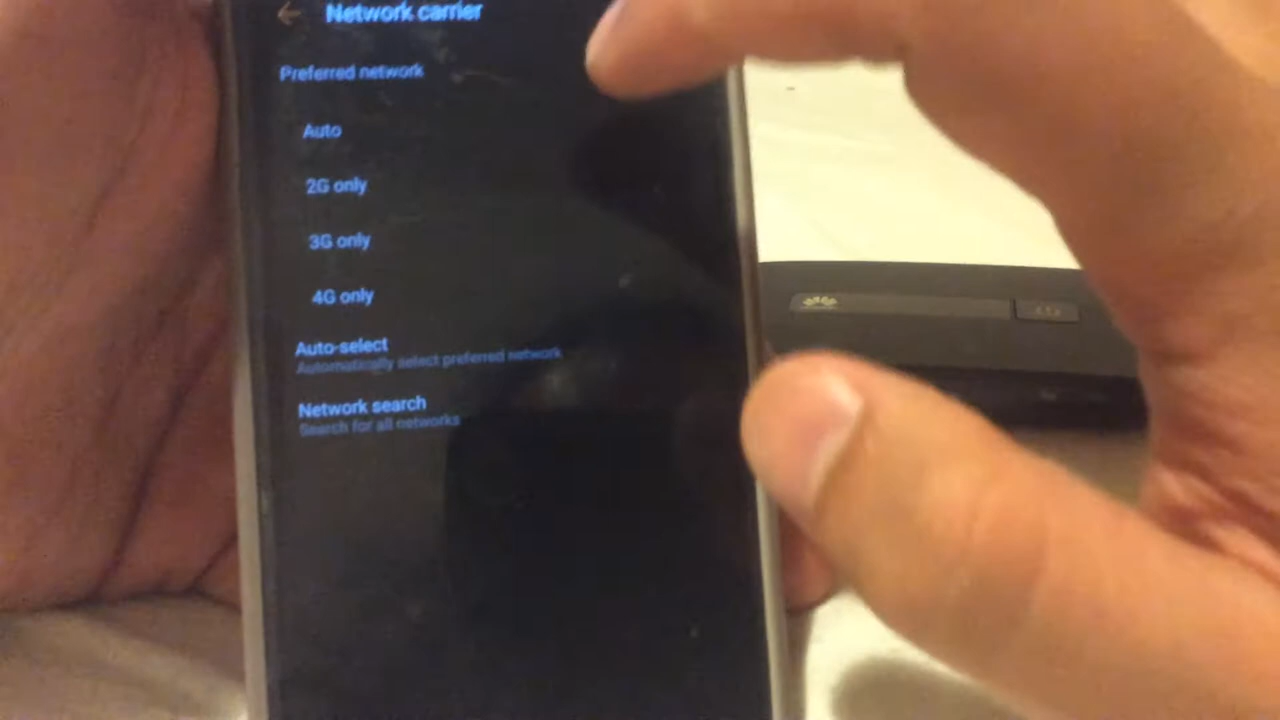 Network carrier
Preferred network
Auto
2G only
3G only
4G only
Auto-select
Automatically select preferred network
Network search
Search for all networks